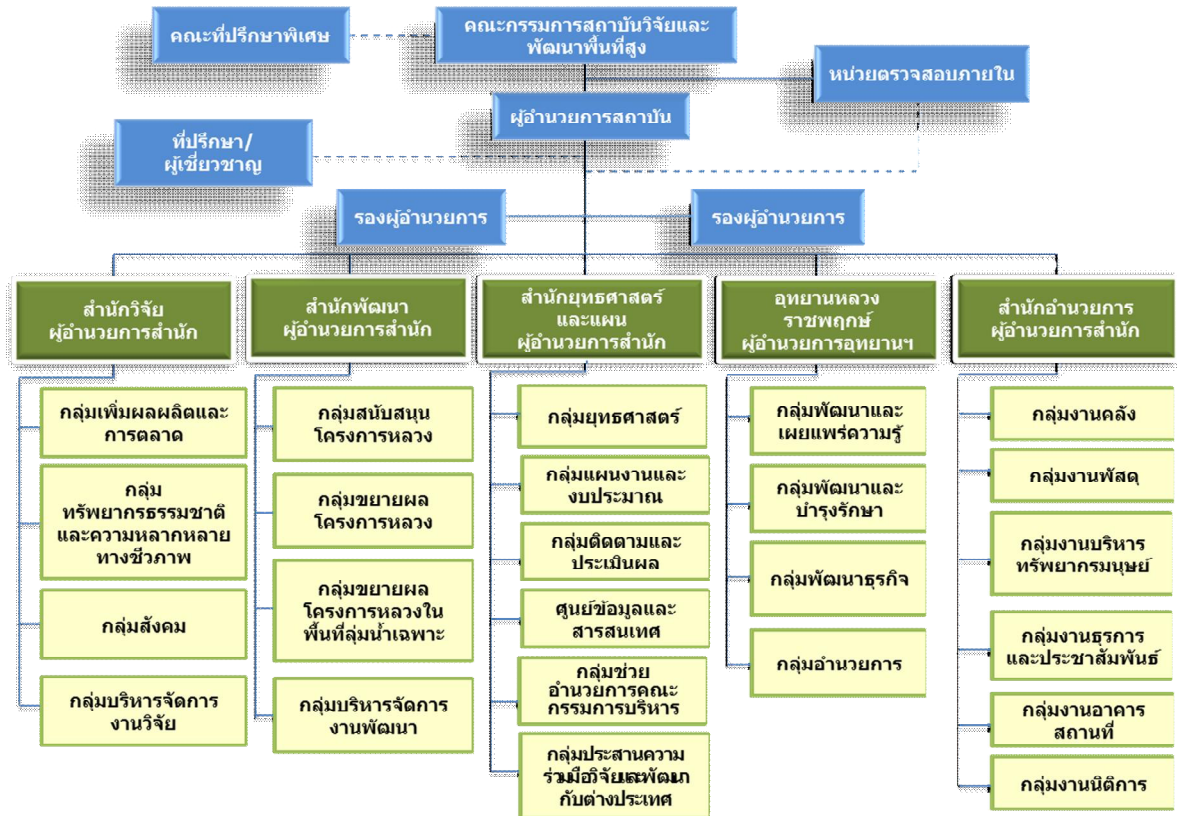 คณะที่ปรึกษาพิเศษ
คณะกรรมการสถาบันวิจัยและ
พัฒนาพื้นที่สูง
หน่วยตรวจสอบภายใน
ผู้อำนวยการสถาบัน
ที่ปรึกษา/
ผู้เชี่ยวชาญ
รองผู้อำนวยการ
รองผู้อำนวยการ
สำนักวิจัย
ผู้อำนวยการสำนัก
สำนักพัฒนา
ผู้อำนวยการสำนัก
สำนักยุทธศาสตร์
และแผน
ผู้อำนวยการสำนัก
อุทยานหลวง
ราชพฤกษ์
ผู้อำนวยการอุทยานฯ
สำนักอำนวยการ
ผู้อำนวยการสำนัก
กลุ่มเพิ่มผลผลิตและ
การตลาด
กลุ่ม
ทรัพยากรธรรมชาติ
และความหลากหลาย
ทางชีวภาพ
กลุ่มสังคม
กลุ่มบริหารจัดการ
งานวิจัย
กลุ่มสนับสนุน
โครงการหลวง
กลุ่มขยายผล
โครงการหลวง
กลุ่มขยายผล
โครงการหลวงใน
พื้นที่ลุ่มน้ำเฉพาะ
กลุ่มบริหารจัดการ
งานพัฒนา
กลุ่มยุทธศาสตร์
กลุ่มแผนงานและ
งบประมาณ
กลุ่มติดตามและ
ประเมินผล
ศูนย์ข้อมูลและ
สารสนเทศ
กลุ่มช่วย
อำนวยการคณะ
กรรมการบริหาร
กลุ่มประสานความ
ร่วมมือวิจัยและพัฒนา
กับต่างประเทศ
กลุ่มพัฒนาและ
เผยแพร่ความรู้
กลุ่มพัฒนาและ
บำรุงรักษา
กลุ่มพัฒนาธุรกิจ
กลุ่มอำนวยการ
กลุ่มงานคลัง
กลุ่มงานพัสดุ
กลุ่มงานบริหาร
ทรัพยากรมนุษย์
กลุ่มงานธุรการ
และประชาสัมพันธ์
กลุ่มงานอาคาร
สถานที่
กลุ่มงานนิติการ